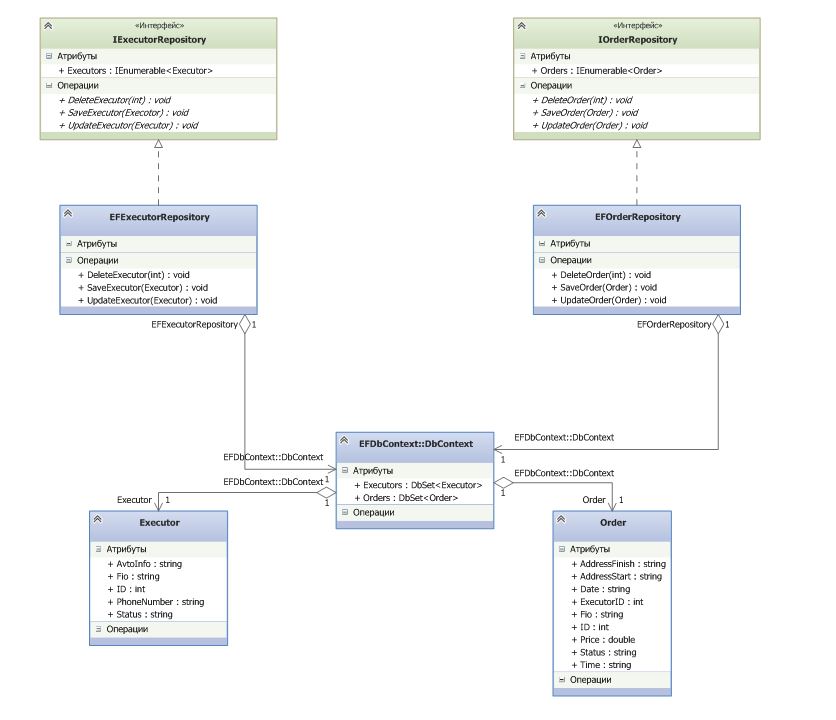 «Интерфейс»
IExecutorRepository
Атрибуты
+ Executors : IEnumerable<Executor>
Операции
+ DeleteExecutor(int) : void
+ SaveExecutor(Executor) : void
+ UpdateExecutor(Executor) : void
«Интерфейс»
IOrderRepository
Атрибуты
+ Orders : IEnumerable<Order>
Операции
+ DeleteOrder(int) : void
+ SaveOrder(Order) : void
+ UpdateOrder(Order) : void
EFExecutorRepository
Атрибуты
Операции
+ DeleteExecutor(int) : void
+ SaveExecutor(Executor) : void
+ UpdateExecutor(Executor) : void
EFOrderRepository
Атрибуты
Операции
+ DeleteOrder(int) : void
+ SaveOrder(Order) : void
+ UpdateOrder(Order) : void
EFExecutorRepository 1
EFOrderRepository 1
EFDbContext::DbContext
1
EFDbContext::DbContext
1
EFDbContext::DbContext
Атрибуты
+ Executors : DbSet<Executor>
+ Orders : DbSet<Order>
Операции
EFDbContext::DbContext
1
EFDbContext::DbContext
1
Executor 1
Order 1
Executor
Атрибуты
+ AvtoInfo : string
+ Fio : string
+ ID : int
+ PhoneNumber : string
+ Status : string
Операции
Order
Атрибуты
+ AddressFinish : string
+ AddressStart : string
+ Date : string
+ ExecutorID : int
+ Fio : string
+ ID : int
+ Price : double
+ Status : string
+ Time : string
Операции